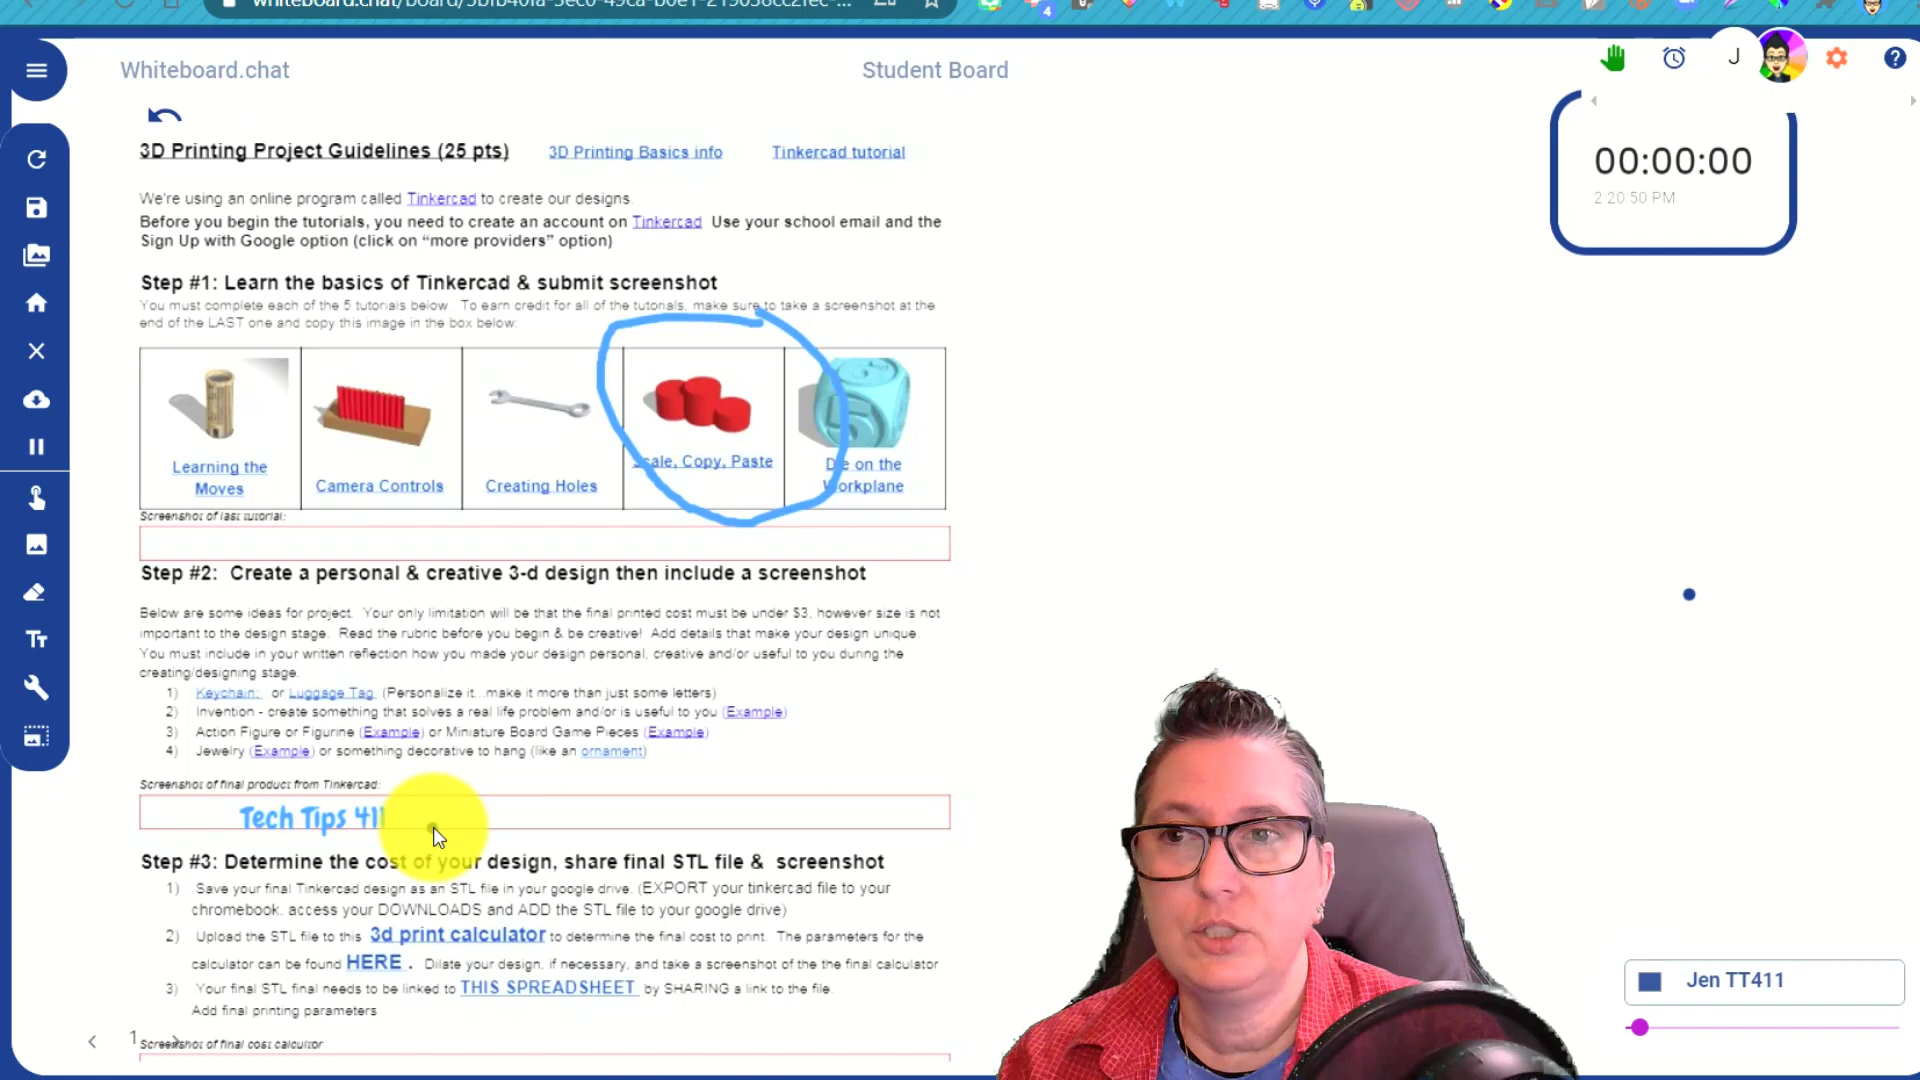 Whiteboard.chat
Student Board
J
4
00:00:00
2:20:50 PM
3D Printing Project Guidelines (25 pts)
3D Printing Basics info
Tinkercad tutorial
We're using an online program called Tinkercad to create our designs.
Before you begin the tutorials, you need to create an account on Tinkercad Use your school email and the
Sign Up with Google option (click on “more providers” option)
Step #1: Learn the basics of Tinkercad & submit screenshot
You must complete each of the 5 tutorials below. To earn credit for all of the tutorials, make sure to take a screenshot at the
end of the LAST one and copy this image in the box below:
Learning the
Moves
Camera Controls
Creating Holes
Scale, Copy, Paste
Die on the
Workplane
Screenshot of last tutorial:
Step #2: Create a personal & creative 3-d design then include a screenshot
Below are some ideas for project. Your only limitation will be that the final printed cost must be under $3, however size is not
important to the design stage. Read the rubric before you begin & be creative! Add details that make your design unique.
You must include in your written reflection how you made your design personal, creative and/or useful to you during the
creating/designing stage.
1) Keychain: or Luggage Tag (Personalize it...make it more than just some letters)
2) Invention - create something that solves a real life problem and/or is useful to you (Example)
3) Action Figure or Figurine (Example) or Miniature Board Game Pieces (Example)
4) Jewelry (Example) or something decorative to hang (like an ornament)
Screenshot of final product from Tinkercad:
Tech Tips 411
Step #3: Determine the cost of your design, share final STL file & screenshot
1) Save your final Tinkercad design as an STL file in your google drive. (EXPORT your tinkercad file to your
chromebook, access your DOWNLOADS and ADD the STL file to your google drive)
2) Upload the STL file to this 3d print calculator to determine the final cost to print. The parameters for the
calculator can be found HERE . Dilate your design, if necessary, and take a screenshot of the the final calculator
3) Your final STL final needs to be linked to THIS SPREADSHEET by SHARING a link to the file.
Add final printing parameters
Screenshot of final cost calculator
1
Jen TT411